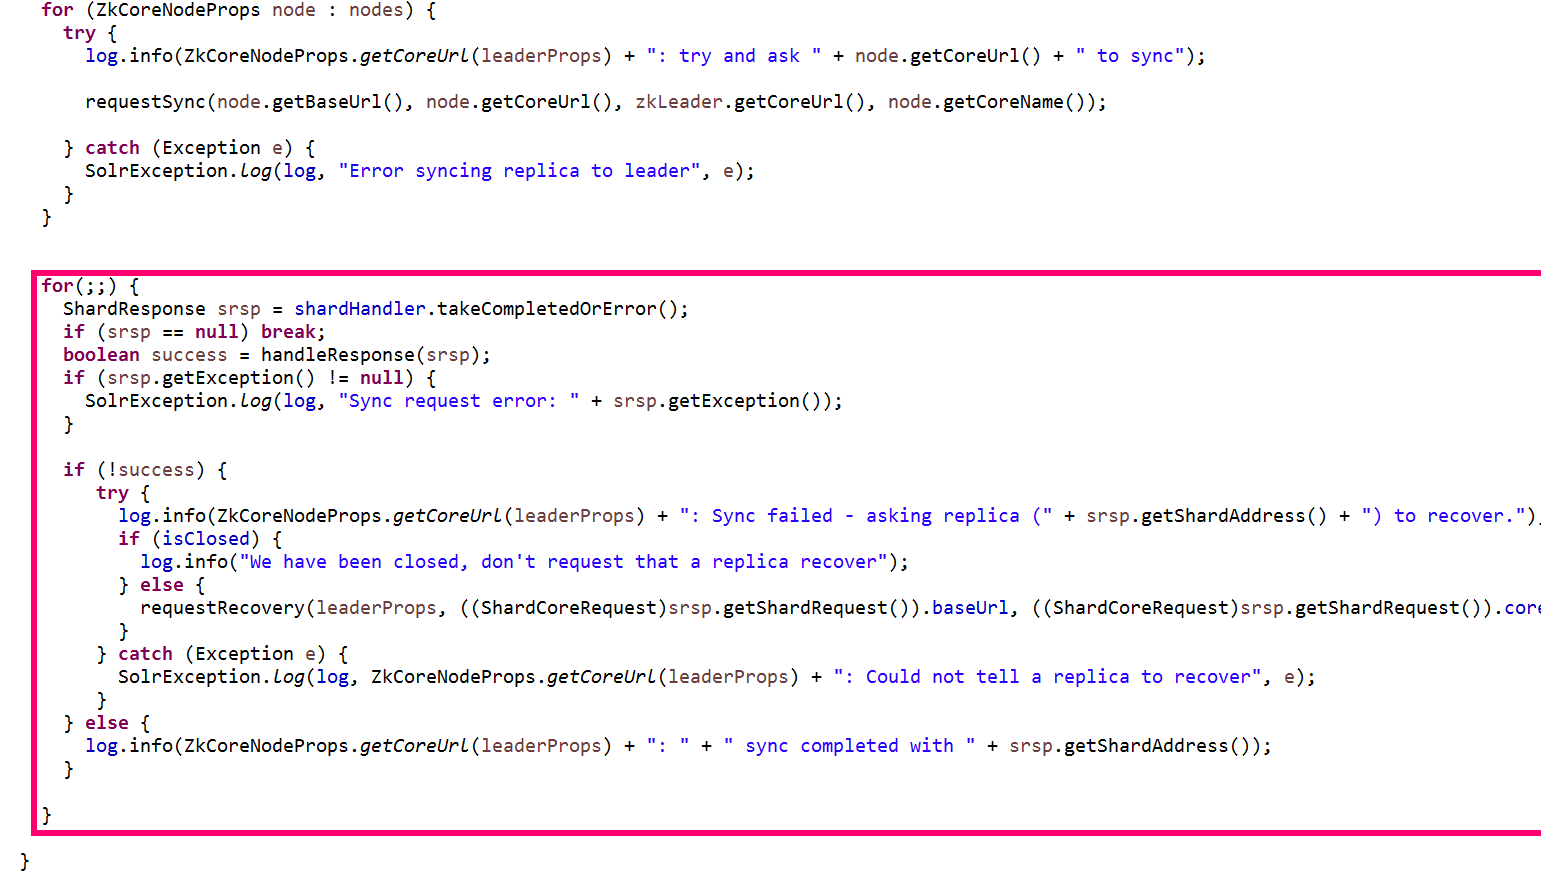 for (ZkCoreNodeProps node : nodes) {
try {
log.info(ZkCoreNodeProps.getCoreUrl(leaderProps) + ": try and ask " + node.getCoreUrl() + " to sync");
requestSync(node.getBaseUrl(), node.getCoreUrl(), zkLeader.getCoreUrl(), node.getCoreName());
} catch (Exception e) {
SolrException.log(log, "Error syncing replica to leader", e);
}
}
for(;;) {
ShardResponse srsp = shardHandler.takeCompletedOrError();
if (srsp == null) break;
boolean success = handleResponse(srsp);
if (srsp.getException() != null) {
SolrException.log(log, "Sync request error: " + srsp.getException());
}
if (!success) {
try {
log.info(ZkCoreNodeProps.getCoreUrl(leaderProps) + ": Sync failed - asking replica (" + srsp.getShardAddress() + ") to recover.");
if (isClosed) {
log.info("We have been closed, don't request that a replica recover");
} else {
requestRecovery(leaderProps, ((ShardCoreRequest)srsp.getShardRequest()).baseUrl, ((ShardCoreRequest)srsp.getShardRequest()).core
}
} catch (Exception e) {
SolrException.log(log, ZkCoreNodeProps.getCoreUrl(leaderProps) + ": Could not tell a replica to recover", e);
}
} else {
log.info(ZkCoreNodeProps.getCoreUrl(leaderProps) + ": " + " sync completed with " + srsp.getShardAddress());
}
}
}